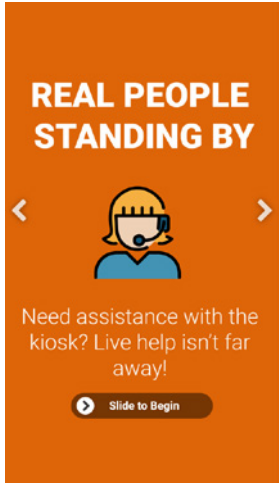 REAL PEOPLE
STANDING BY
Need assistance with the
kiosk? Live help isn't far
away!
Slide to Begin